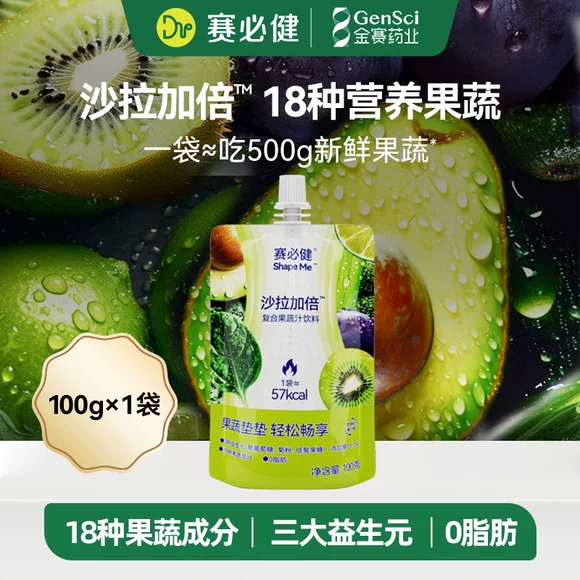 赛必健 GenSci 金赛药业
沙拉加倍™ 18种营养果蔬
一袋≈吃500g新鲜果蔬*
赛必健®
Shape Me™
沙拉加倍™
复合果蔬汁饮料
1袋≈
57kcal
果蔬垫垫 轻松畅享
0脂肪
净含量:100克
100g×1袋
18种果蔬成分 | 三大益生元 | 0脂肪